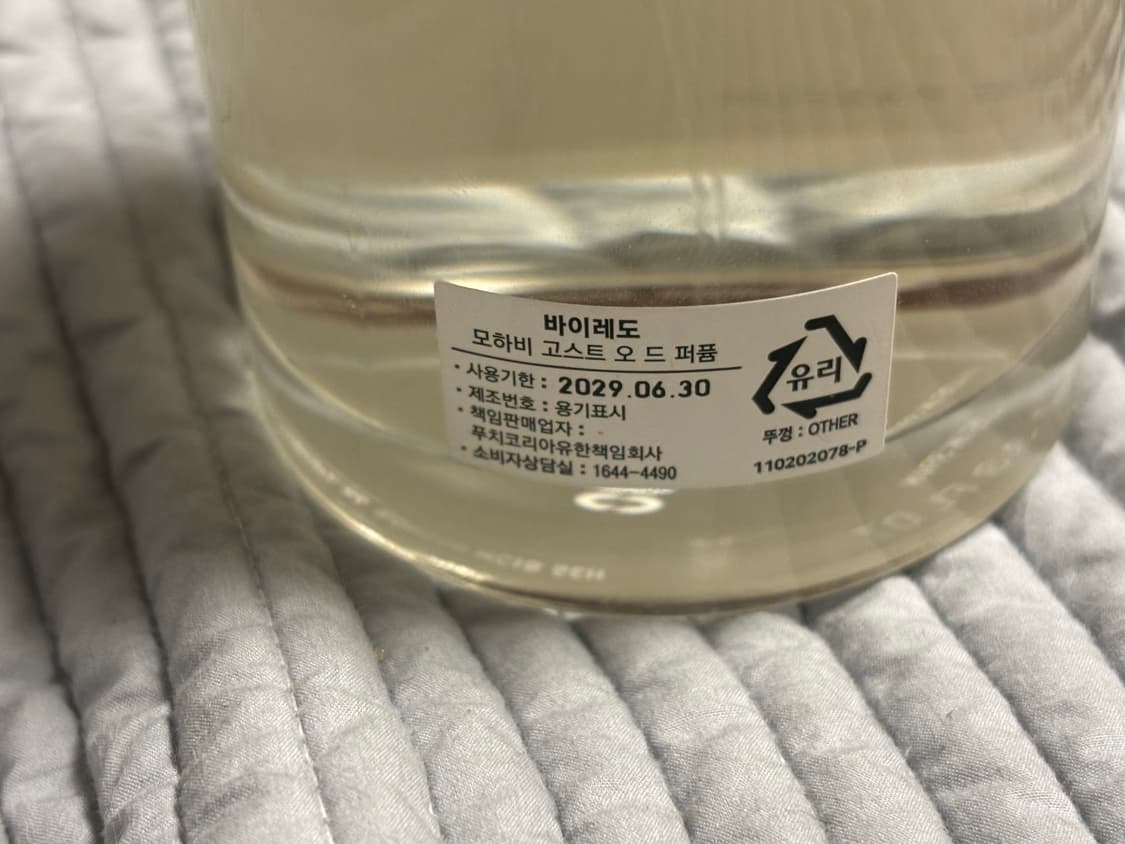 바이레도
모하비 고스트 오 드 퍼퓸
• 사용기한 : 2029.06.30
• 제조번호 : 용기표시
• 책임판매업자 :
푸치코리아유한책임회사
• 소비자상담실 : 1644-4490
유리
뚜껑 : OTHER
110202078-P